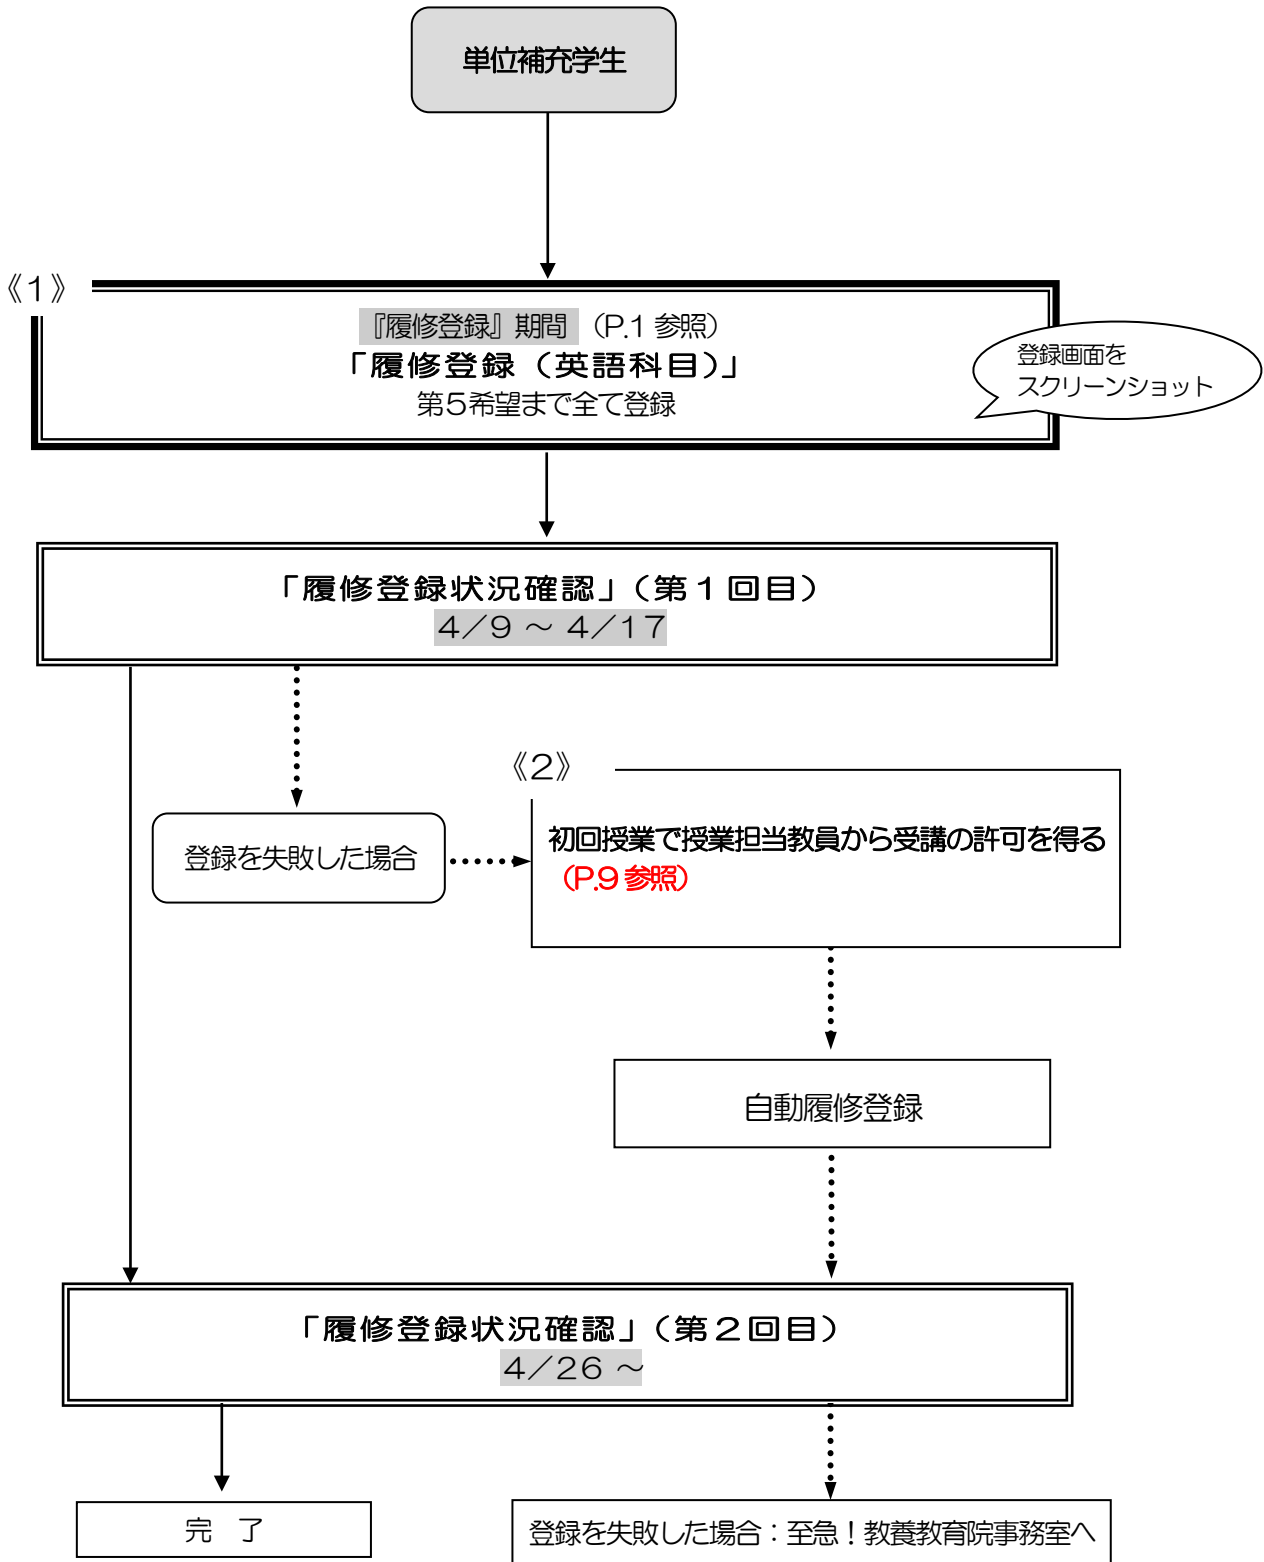 単位補充学生
《1》
『履修登録』期間 （P.1 参照）
「履修登録（英語科目）」
第５希望まで全て登録
登録画面を
スクリーンショット
「履修登録状況確認」（第１回目）
４／９ ～ ４／１７
《2》
初回授業で授業担当教員から受講の許可を得る
（P.9 参照）
登録を失敗した場合
自動履修登録
「履修登録状況確認」（第２回目）
４／２６ ～
完　了
登録を失敗した場合：至急！教養教育院事務室へ